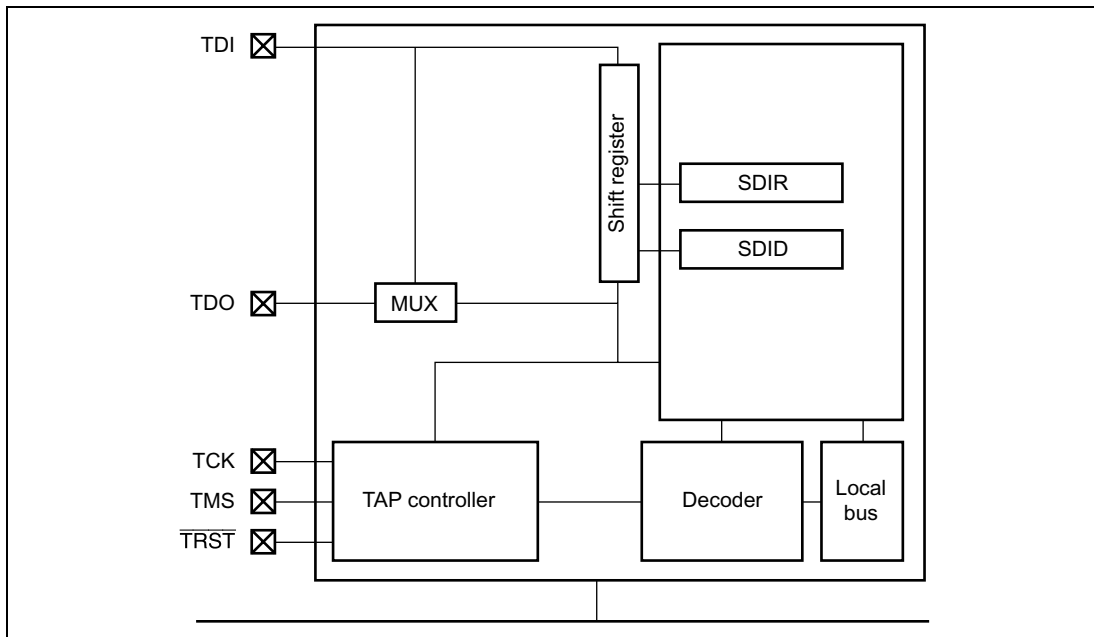 TDI
Shift register
SDIR
SDID
TDO
MUX
TCK
TMS
TRST
TAP controller
Decoder
Local
bus